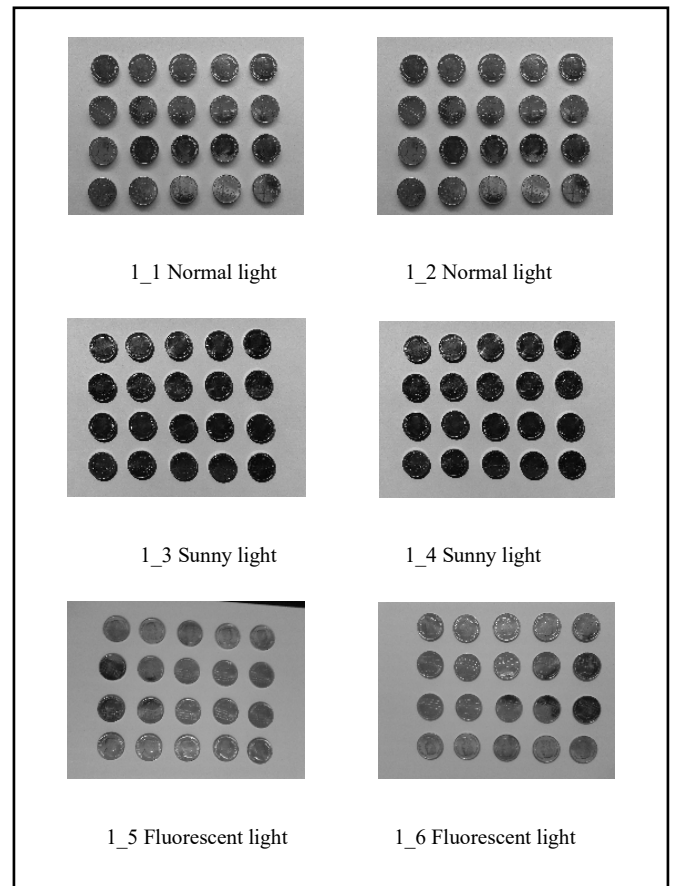 1_1 Normal light
1_2 Normal light
1_3 Sunny light
1_4 Sunny light
1_5 Fluorescent light
1_6 Fluorescent light